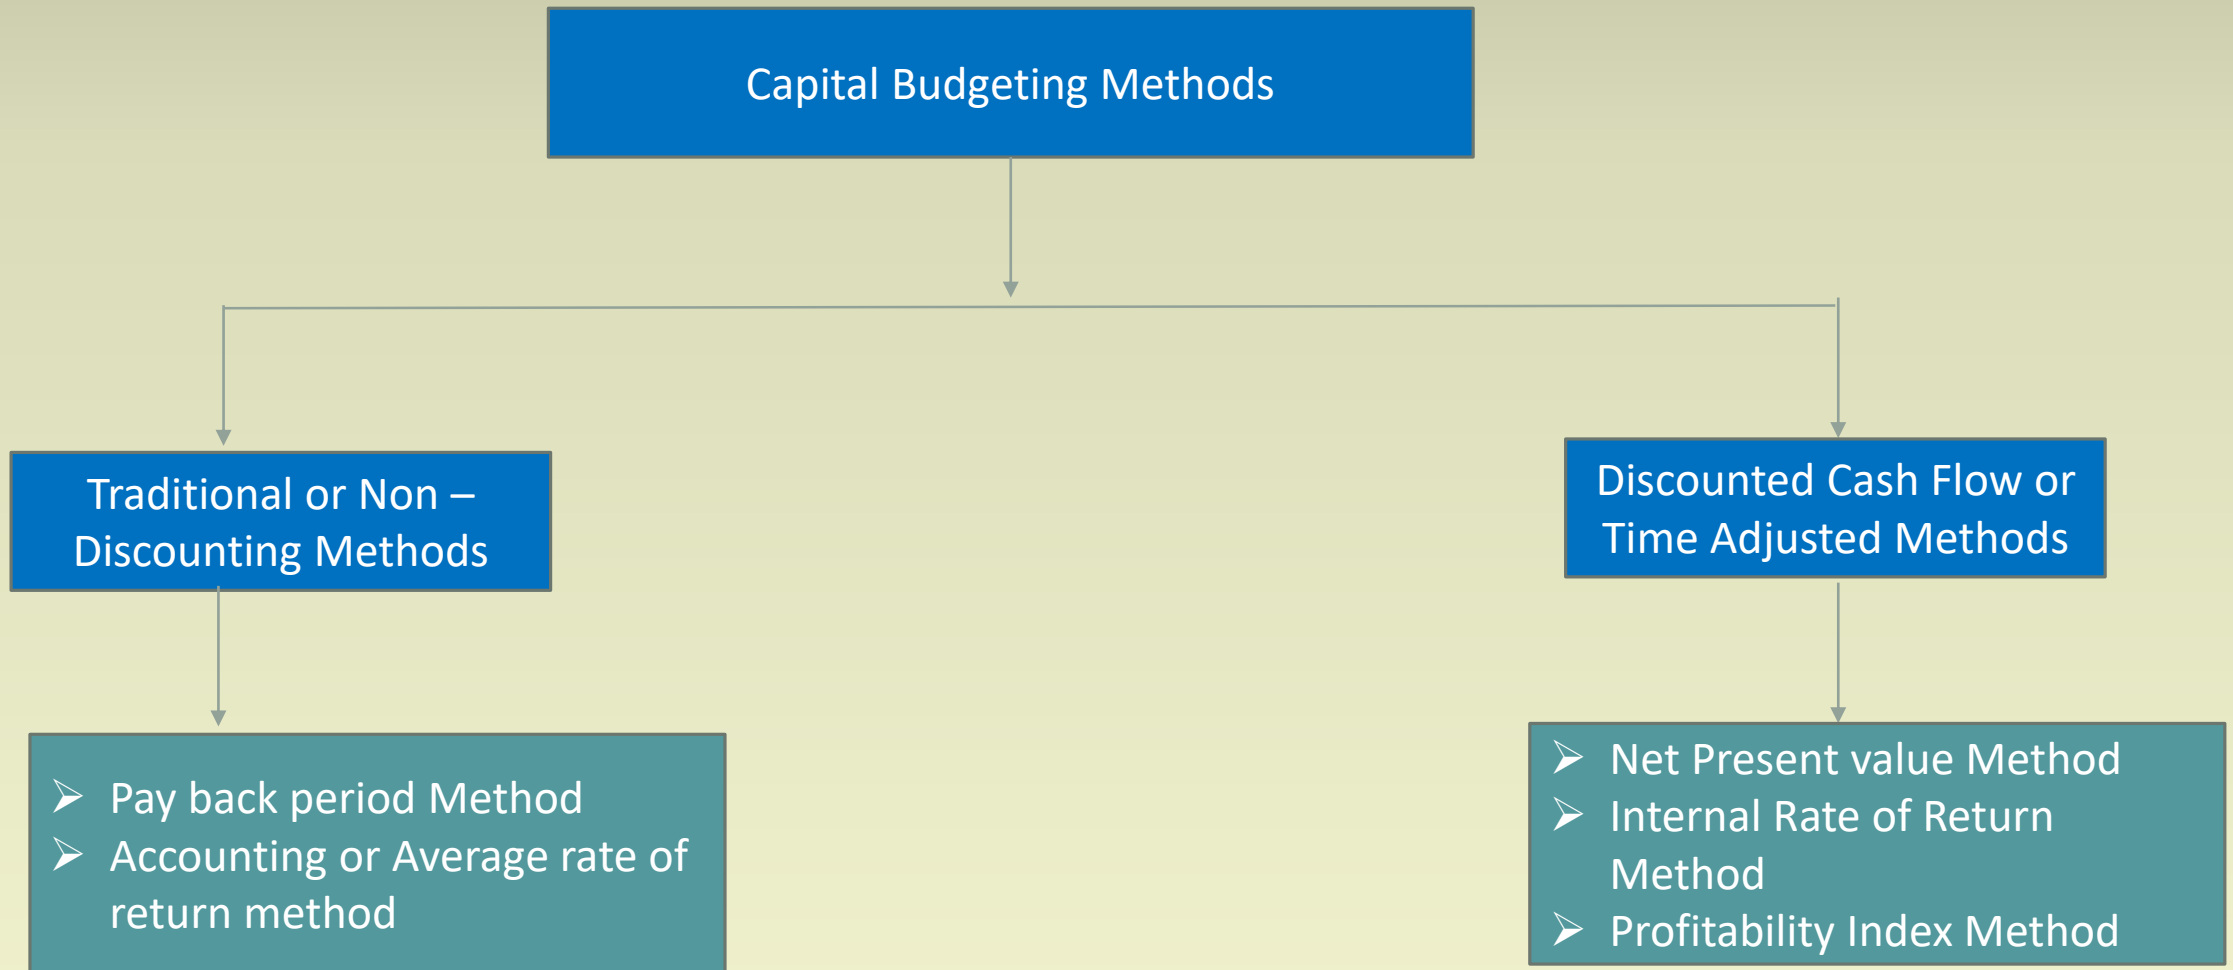 Capital Budgeting Methods
Traditional or Non –
Discounting Methods
Discounted Cash Flow or
Time Adjusted Methods
➢ Pay back period Method
➢ Accounting or Average rate of
return method
➢ Net Present value Method
➢ Internal Rate of Return
Method
➢ Profitability Index Method